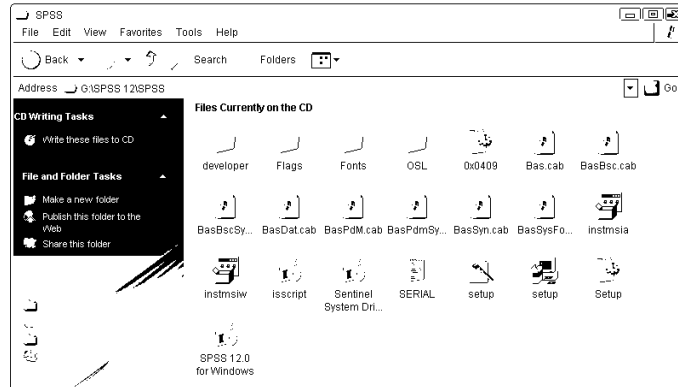 SPSS
File Edit View Favorites Tools Help
Back Search Folders
Address G:\SPSS 12\SPSS Go
CD Writing Tasks
Write these files to CD
File and Folder Tasks
Make a new folder
Publish this folder to the
Web
Share this folder
Files Currently on the CD
developer Flags Fonts OSL 0x0409 Bas.cab BasBsc.cab
BasBscSy... BasDat.cab BasPdM.cab BasPdmSy... BasSyn.cab BasSysFo... instmsia
instmsiw isscript Sentinel System Dri... SERIAL setup setup Setup
SPSS 12.0
for Windows